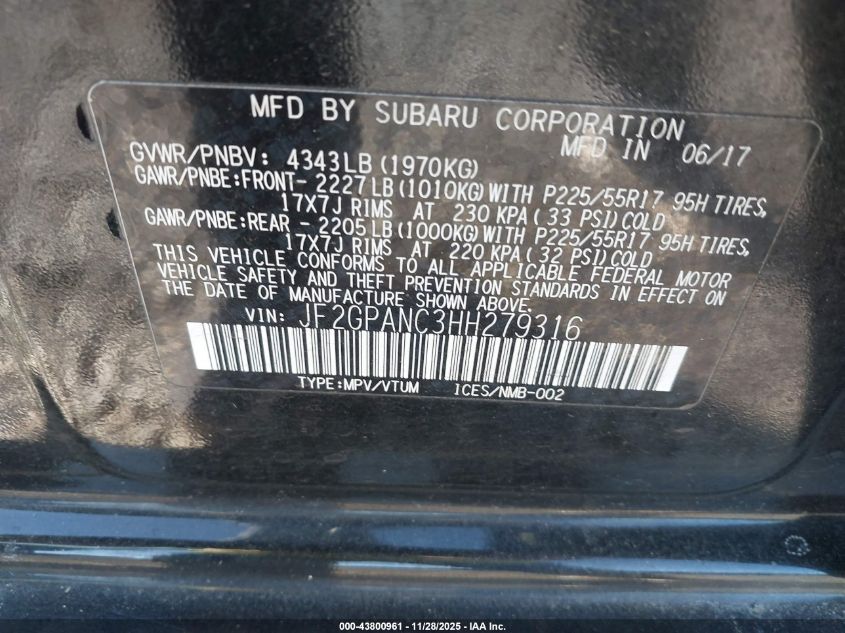 MFD BY SUBARU CORPORATION
MFD IN 06/17
GVWR/PNBV: 4343LB (1970KG)
GAWR/PNBE:FRONT- 2227LB(1010KG)WITH P225/55R17 95H TIRES,
17X7J RIMS AT 230 KPA(33 PSI)COLD
GAWR/PNBE:REAR - 2205LB(1000KG)WITH P225/55R17 95H TIRES,
17X7J RIMS AT 220 KPA(32 PSI)COLD
THIS VEHICLE CONFORMS TO ALL APPLICABLE FEDERAL MOTOR
VEHICLE SAFETY AND THEFT PREVENTION STANDARDS IN EFFECT ON
THE DATE OF MANUFACTURE SHOWN ABOVE.
VIN: JF2GPANC3HH279316
TYPE:MPV/VTUM ICES/NMB-002
000-43800961 - 11/28/2025 - IAA Inc.